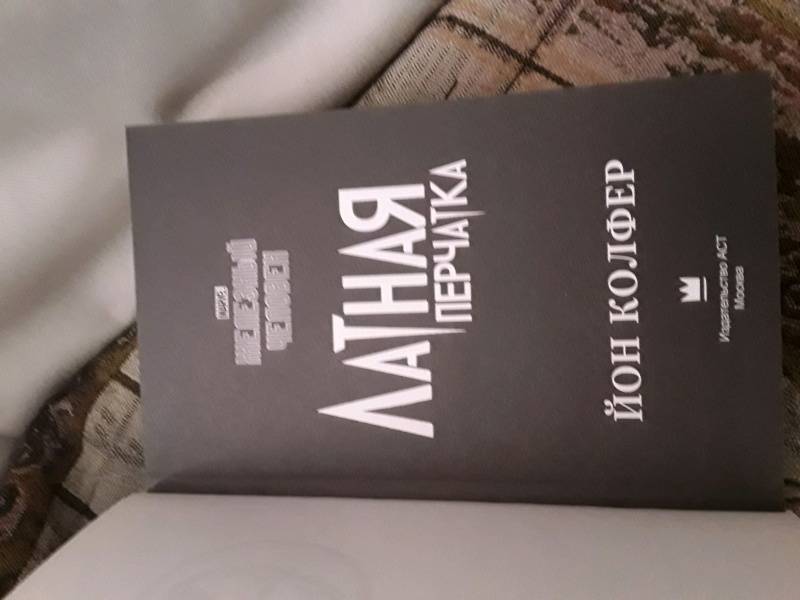 ЖЕЛЕЗНЫЙ
ЧЕЛОВЕК
ЛАТНАЯ
ПЕРЧАТКА
ЙОН КОЛФЕР
Издательство АСТ
Москва